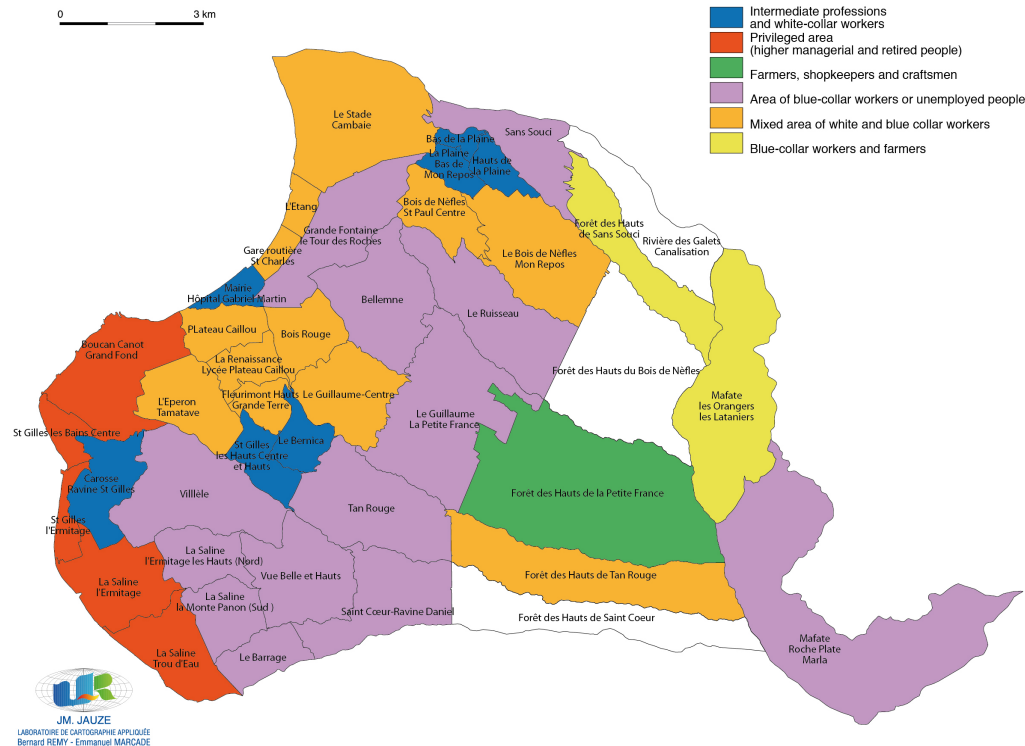 0 3 km
Intermediate professions
and white-collar workers
Privileged area
(higher managerial and retired people)
Farmers, shopkeepers and craftsmen
Area of blue-collar workers or unemployed people
Mixed area of white and blue collar workers
Blue-collar workers and farmers
Le Stade
Cambaie
Sans Souci
Bas de la Plaine
La Plaine
Bas de
Mon Repos
Hauts de
la Plaine
L'Etang
Bois de Nèfles
St Paul Centre
Grande Fontaine
le Tour des Roches
Forêt des Hauts
de Sans Souci
Rivière des Galets
Canalisation
Gare routière
St Charles
Le Bois de Nèfles
Mon Repos
Mairie
Hôpital Gabriel Martin
Bellemne
Le Ruisseau
PLateau Caillou
Bois Rouge
Boucan Canot
Grand Fond
La Renaissance
Lycée Plateau Caillou
Forêt des Hauts du Bois de Nèfles
Fleurimont Hauts
Grande Terre
Le Guillaume-Centre
L'Eperon
Tamatave
Mafate
les Orangers
les Lataniers
Le Guillaume
La Petite France
St Gilles les Bains Centre
St Gilles
les Hauts Centre
et Hauts
Le Bernica
Carosse
Ravine St Gilles
Villlèle
Forêt des Hauts de la Petite France
Tan Rouge
St Gilles
l'Ermitage
La Saline
l'Ermitage les Hauts (Nord)
Vue Belle et Hauts
Forêt des Hauts de Tan Rouge
La Saline
l'Ermitage
La Saline
la Monte Panon (Sud )
Saint Cœur-Ravine Daniel
Forêt des Hauts de Saint Coeur
La Saline
Trou d'Eau
Le Barrage
Mafate
Roche Plate
Marla
UR
JM. JAUZE
LABORATOIRE DE CARTOGRAPHIE APPLIQUÉE
Bernard REMY - Emmanuel MARCADE